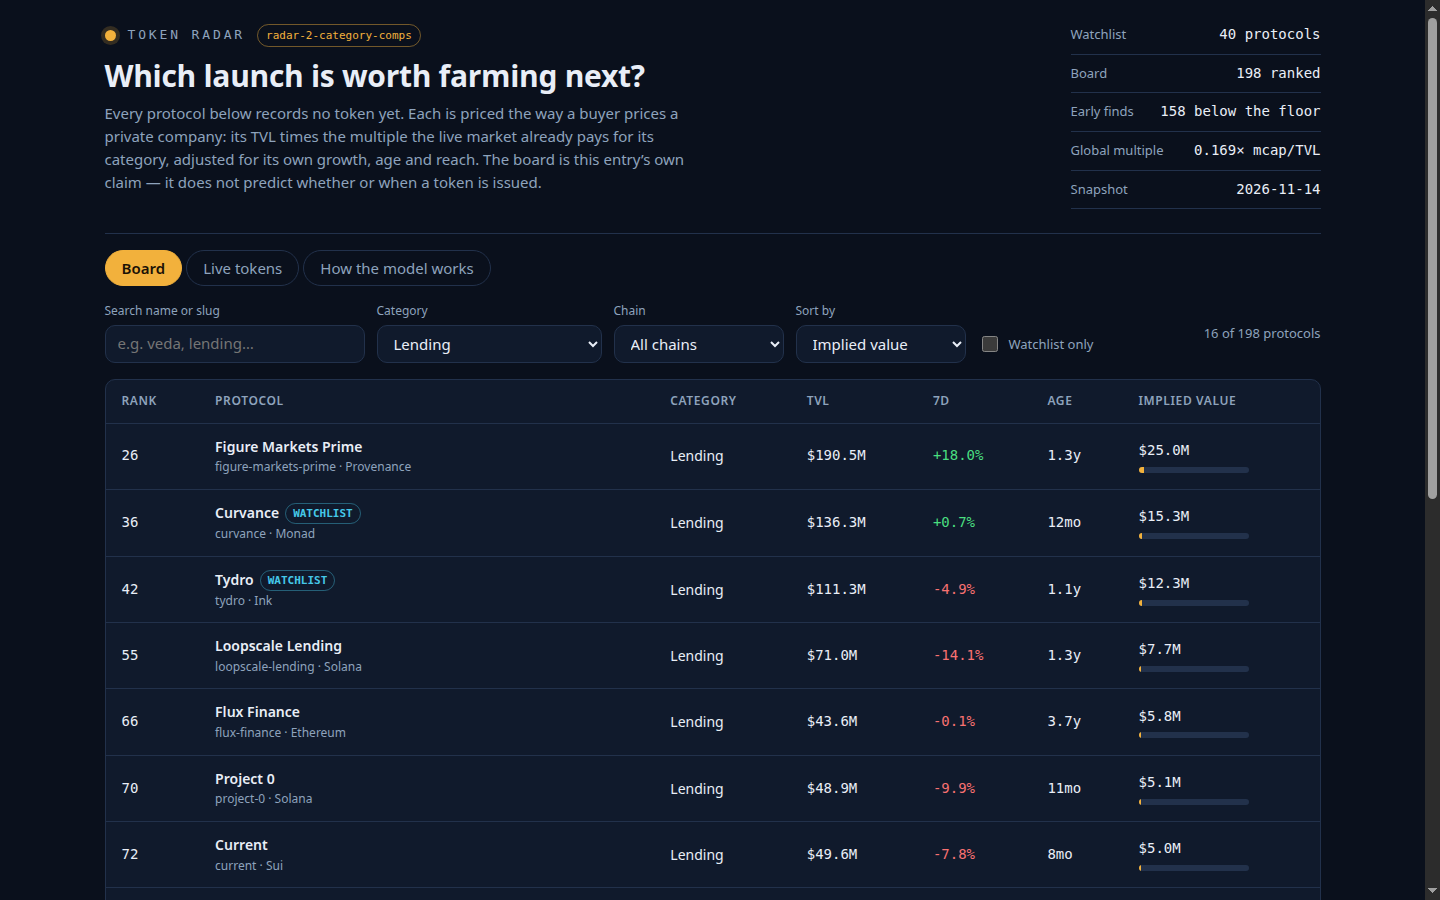 TOKEN RADAR radar-2-category-comps
Which launch is worth farming next?
Every protocol below records no token yet. Each is priced the way a buyer prices a
private company: its TVL times the multiple the live market already pays for its
category, adjusted for its own growth, age and reach. The board is this entry's own
claim — it does not predict whether or when a token is issued.
Watchlist 40 protocols
Board 198 ranked
Early finds 158 below the floor
Global multiple 0.169× mcap/TVL
Snapshot 2026-11-14
Board Live tokens How the model works
Search name or slug Category Chain Sort by
e.g. veda, lending... Lending All chains Implied value Watchlist only 16 of 198 protocols
RANK PROTOCOL CATEGORY TVL 7D AGE IMPLIED VALUE
26 Figure Markets Prime Lending $190.5M +18.0% 1.3y $25.0M
figure-markets-prime · Provenance
36 Curvance WATCHLIST Lending $136.3M +0.7% 12mo $15.3M
curvance · Monad
42 Tydro WATCHLIST Lending $111.3M -4.9% 1.1y $12.3M
tydro · Ink
55 Loopscale Lending Lending $71.0M -14.1% 1.3y $7.7M
loopscale-lending · Solana
66 Flux Finance Lending $43.6M -0.1% 3.7y $5.8M
flux-finance · Ethereum
70 Project 0 Lending $48.9M -9.9% 11mo $5.1M
project-0 · Solana
72 Current Lending $49.6M -7.8% 8mo $5.0M
current · Sui